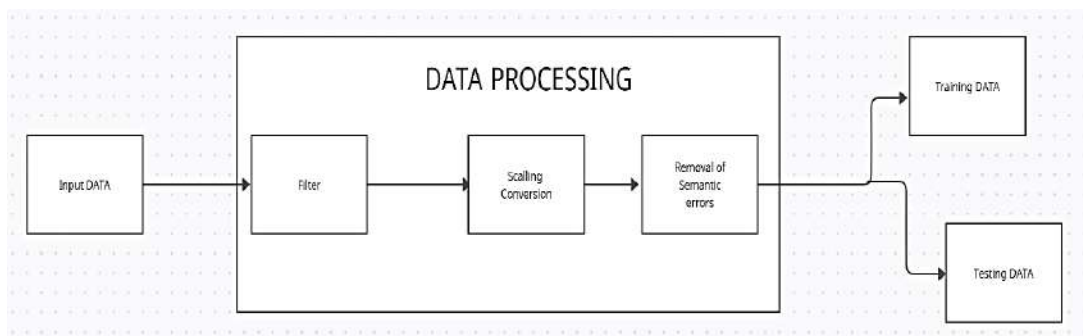 DATA PROCESSING
Input DATA
Filter
Scalling
Conversion
Removal of
Semantic
errors
Training DATA
Testing DATA